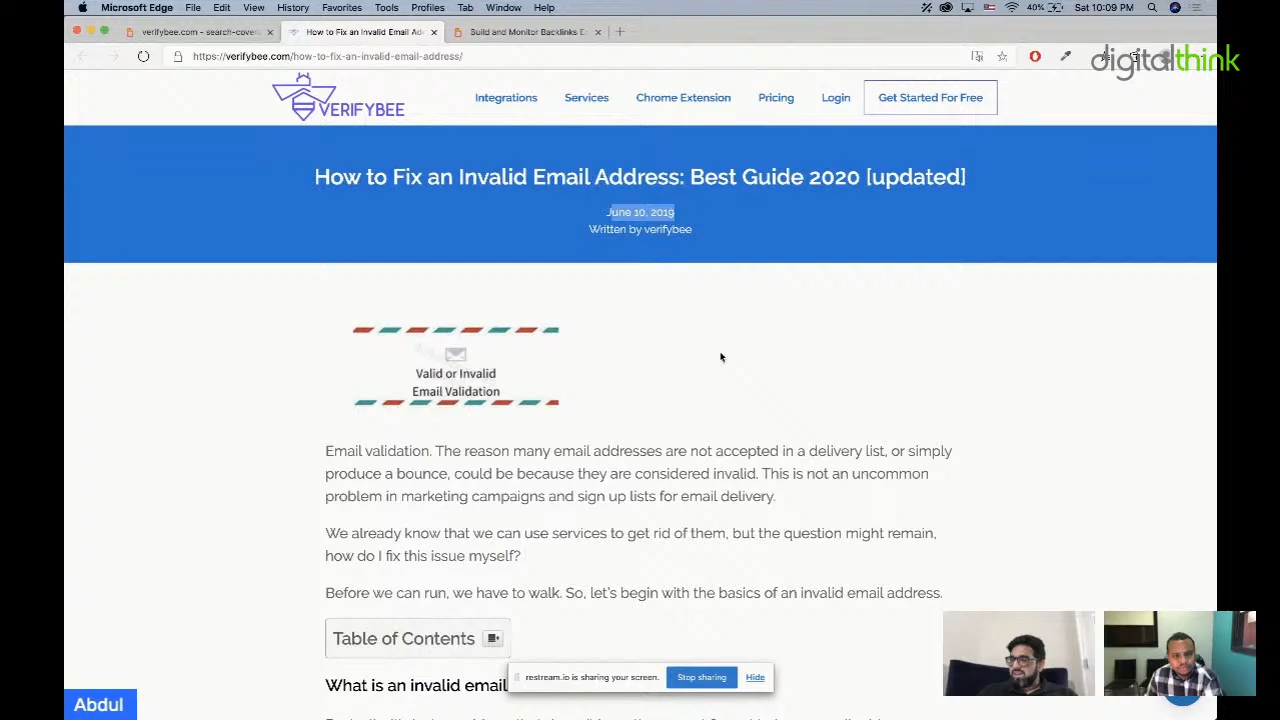 Microsoft Edge File Edit View History Favorites Tools Profiles Tab Window Help
40% Sat 10:09 PM
verifybee.com - search-cover
How to Fix an Invalid Email Ad
Build and Monitor Backlinks E
https://verifybee.com/how-to-fix-an-invalid-email-address/
digitalthink
VERIFYBEE
Integrations Services Chrome Extension Pricing Login Get Started For Free
How to Fix an Invalid Email Address: Best Guide 2020 [updated]
June 10, 2019
Written by verifybee
Valid or Invalid
Email Validation
Email validation. The reason many email addresses are not accepted in a delivery list, or simply
produce a bounce, could be because they are considered invalid. This is not an uncommon
problem in marketing campaigns and sign up lists for email delivery.
We already know that we can use services to get rid of them, but the question might remain,
how do I fix this issue myself?
Before we can run, we have to walk. So, let's begin with the basics of an invalid email address.
Table of Contents
What is an invalid email
restream.io is sharing your screen. Stop sharing Hide
Abdul